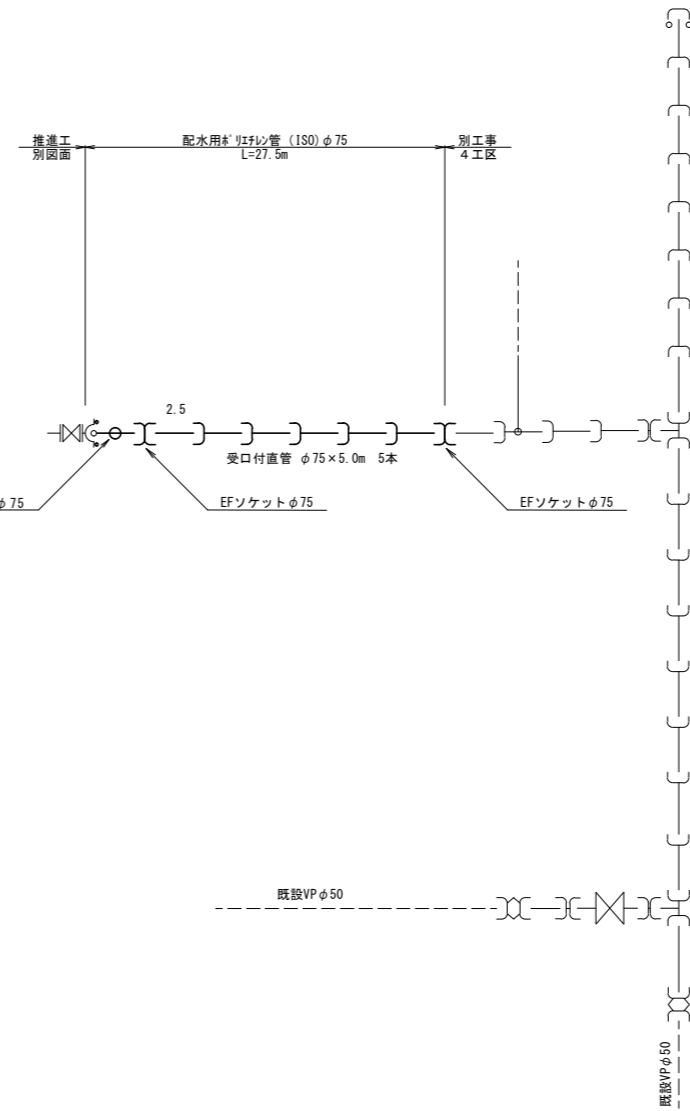 推進工
別図面
配水用ポリエチレン管 (ISO) φ75
L=27.5m
別工事
4工区
2.5
受口付直管 φ75×5.0m 5本
φ75
EFソケットφ75
EFソケットφ75
既設VPφ50
既設VPφ50